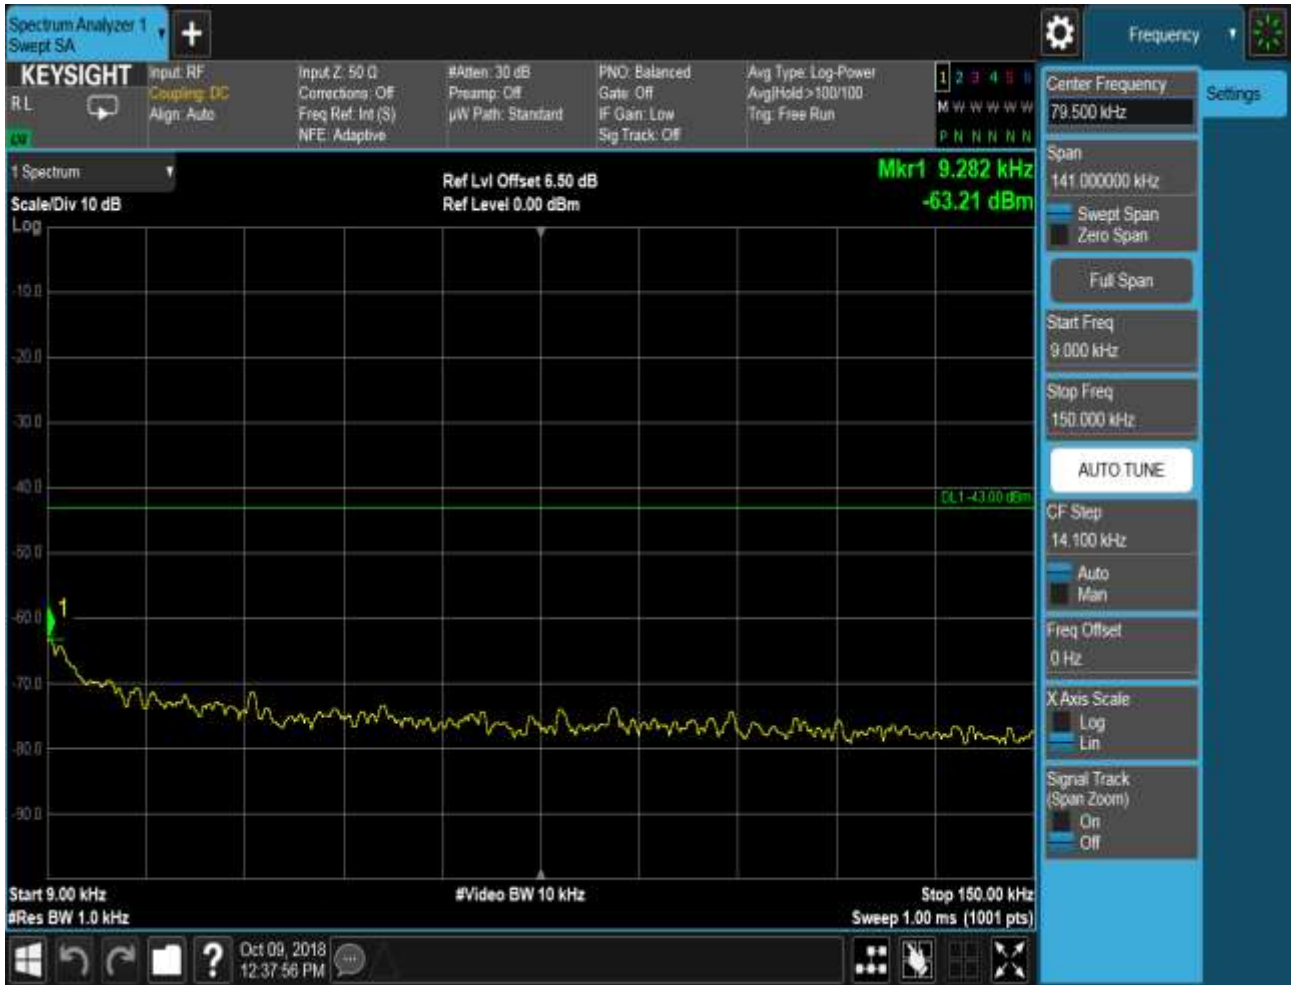 Spectrum Analyzer 1
Swept SA
+
Frequency
KEYSIGHT
RL
Input: RF
Coupling: DC
Align: Auto
Input Z: 50 Ω
Corrections: Off
Freq Ref: Int (S)
NFE: Adaptive
#Atten: 30 dB
Preamp: Off
µW Path: Standard
PNO: Balanced
Gate: Off
IF Gain: Low
Sig Track: Off
Avg Type: Log-Power
Avg|Hold:>100/100
Trig: Free Run
1 2 3 4 5 6
M W W W W W
P N N N N N
1 Spectrum
Scale/Div 10 dB
Ref Lvl Offset 6.50 dB
Ref Level 0.00 dBm
Mkr1 9.282 kHz
-63.21 dBm
Log
-10.0
-20.0
-30.0
-40.0
DL1 -43.00 dBm
-50.0
-60.0
1
-70.0
-80.0
-90.0
Start 9.00 kHz
#Res BW 1.0 kHz
#Video BW 10 kHz
Stop 150.00 kHz
Sweep 1.00 ms (1001 pts)
Center Frequency
79.500 kHz
Settings
Span
141.000000 kHz
Swept Span
Zero Span
Full Span
Start Freq
9.000 kHz
Stop Freq
150.000 kHz
AUTO TUNE
CF Step
14.100 kHz
Auto
Man
Freq Offset
0 Hz
X Axis Scale
Log
Lin
Signal Track
(Span Zoom)
On
Off
?
Oct 09, 2018
12:37:56 PM